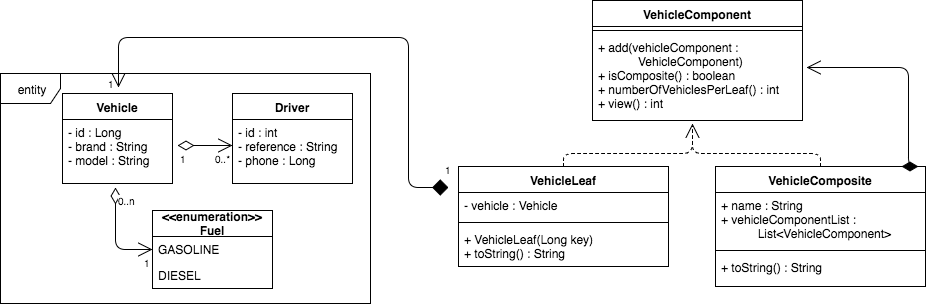 VehicleComponent
+ add(vehicleComponent :
VehicleComponent)
+ isComposite() : boolean
+ numberOfVehiclesPerLeaf() : int
+ view() : int
entity
1
Vehicle
- id : Long
- brand : String
- model : String
1
0..*
Driver
- id : int
- reference : String
- phone : Long
0..n
1
<<enumeration>>
Fuel
GASOLINE
DIESEL
1
VehicleLeaf
- vehicle : Vehicle
+ VehicleLeaf(Long key)
+ toString() : String
VehicleComposite
+ name : String
+ vehicleComponentList :
List<VehicleComponent>
+ toString() : String